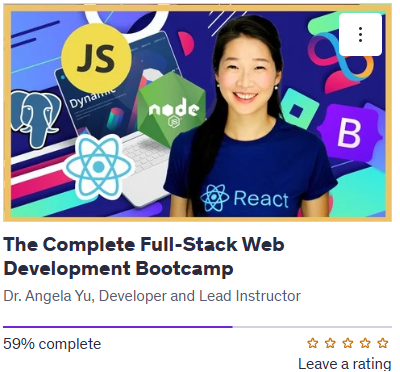 JS
Dynamic
node
JS
B
React
The Complete Full-Stack Web
Development Bootcamp
Dr. Angela Yu, Developer and Lead Instructor
59% complete
Leave a rating